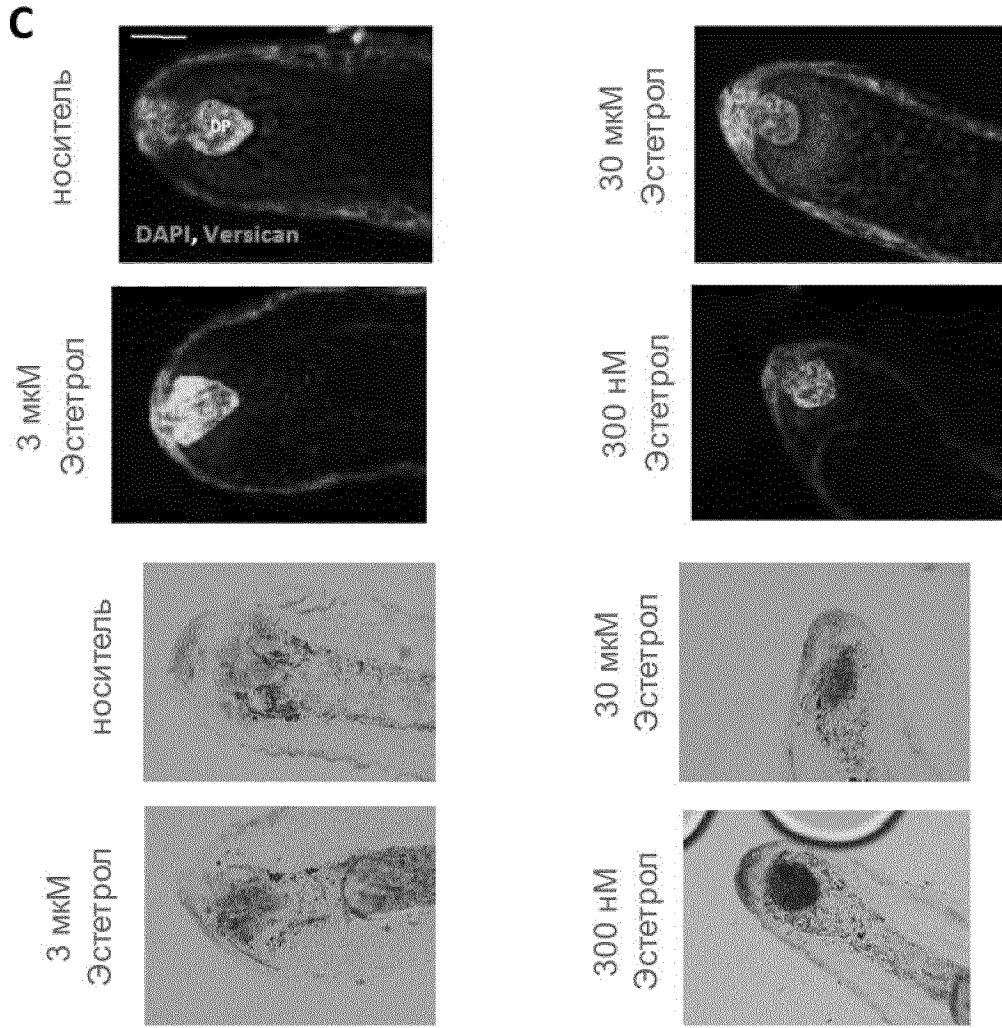 C
носитель
DP
DAPI, Versican
30 мкМ
Эстетрол
3 мкМ
Эстетрол
300 нМ
Эстетрол
носитель
30 мкМ
Эстетрол
3 мкМ
Эстетрол
300 нМ
Эстетрол